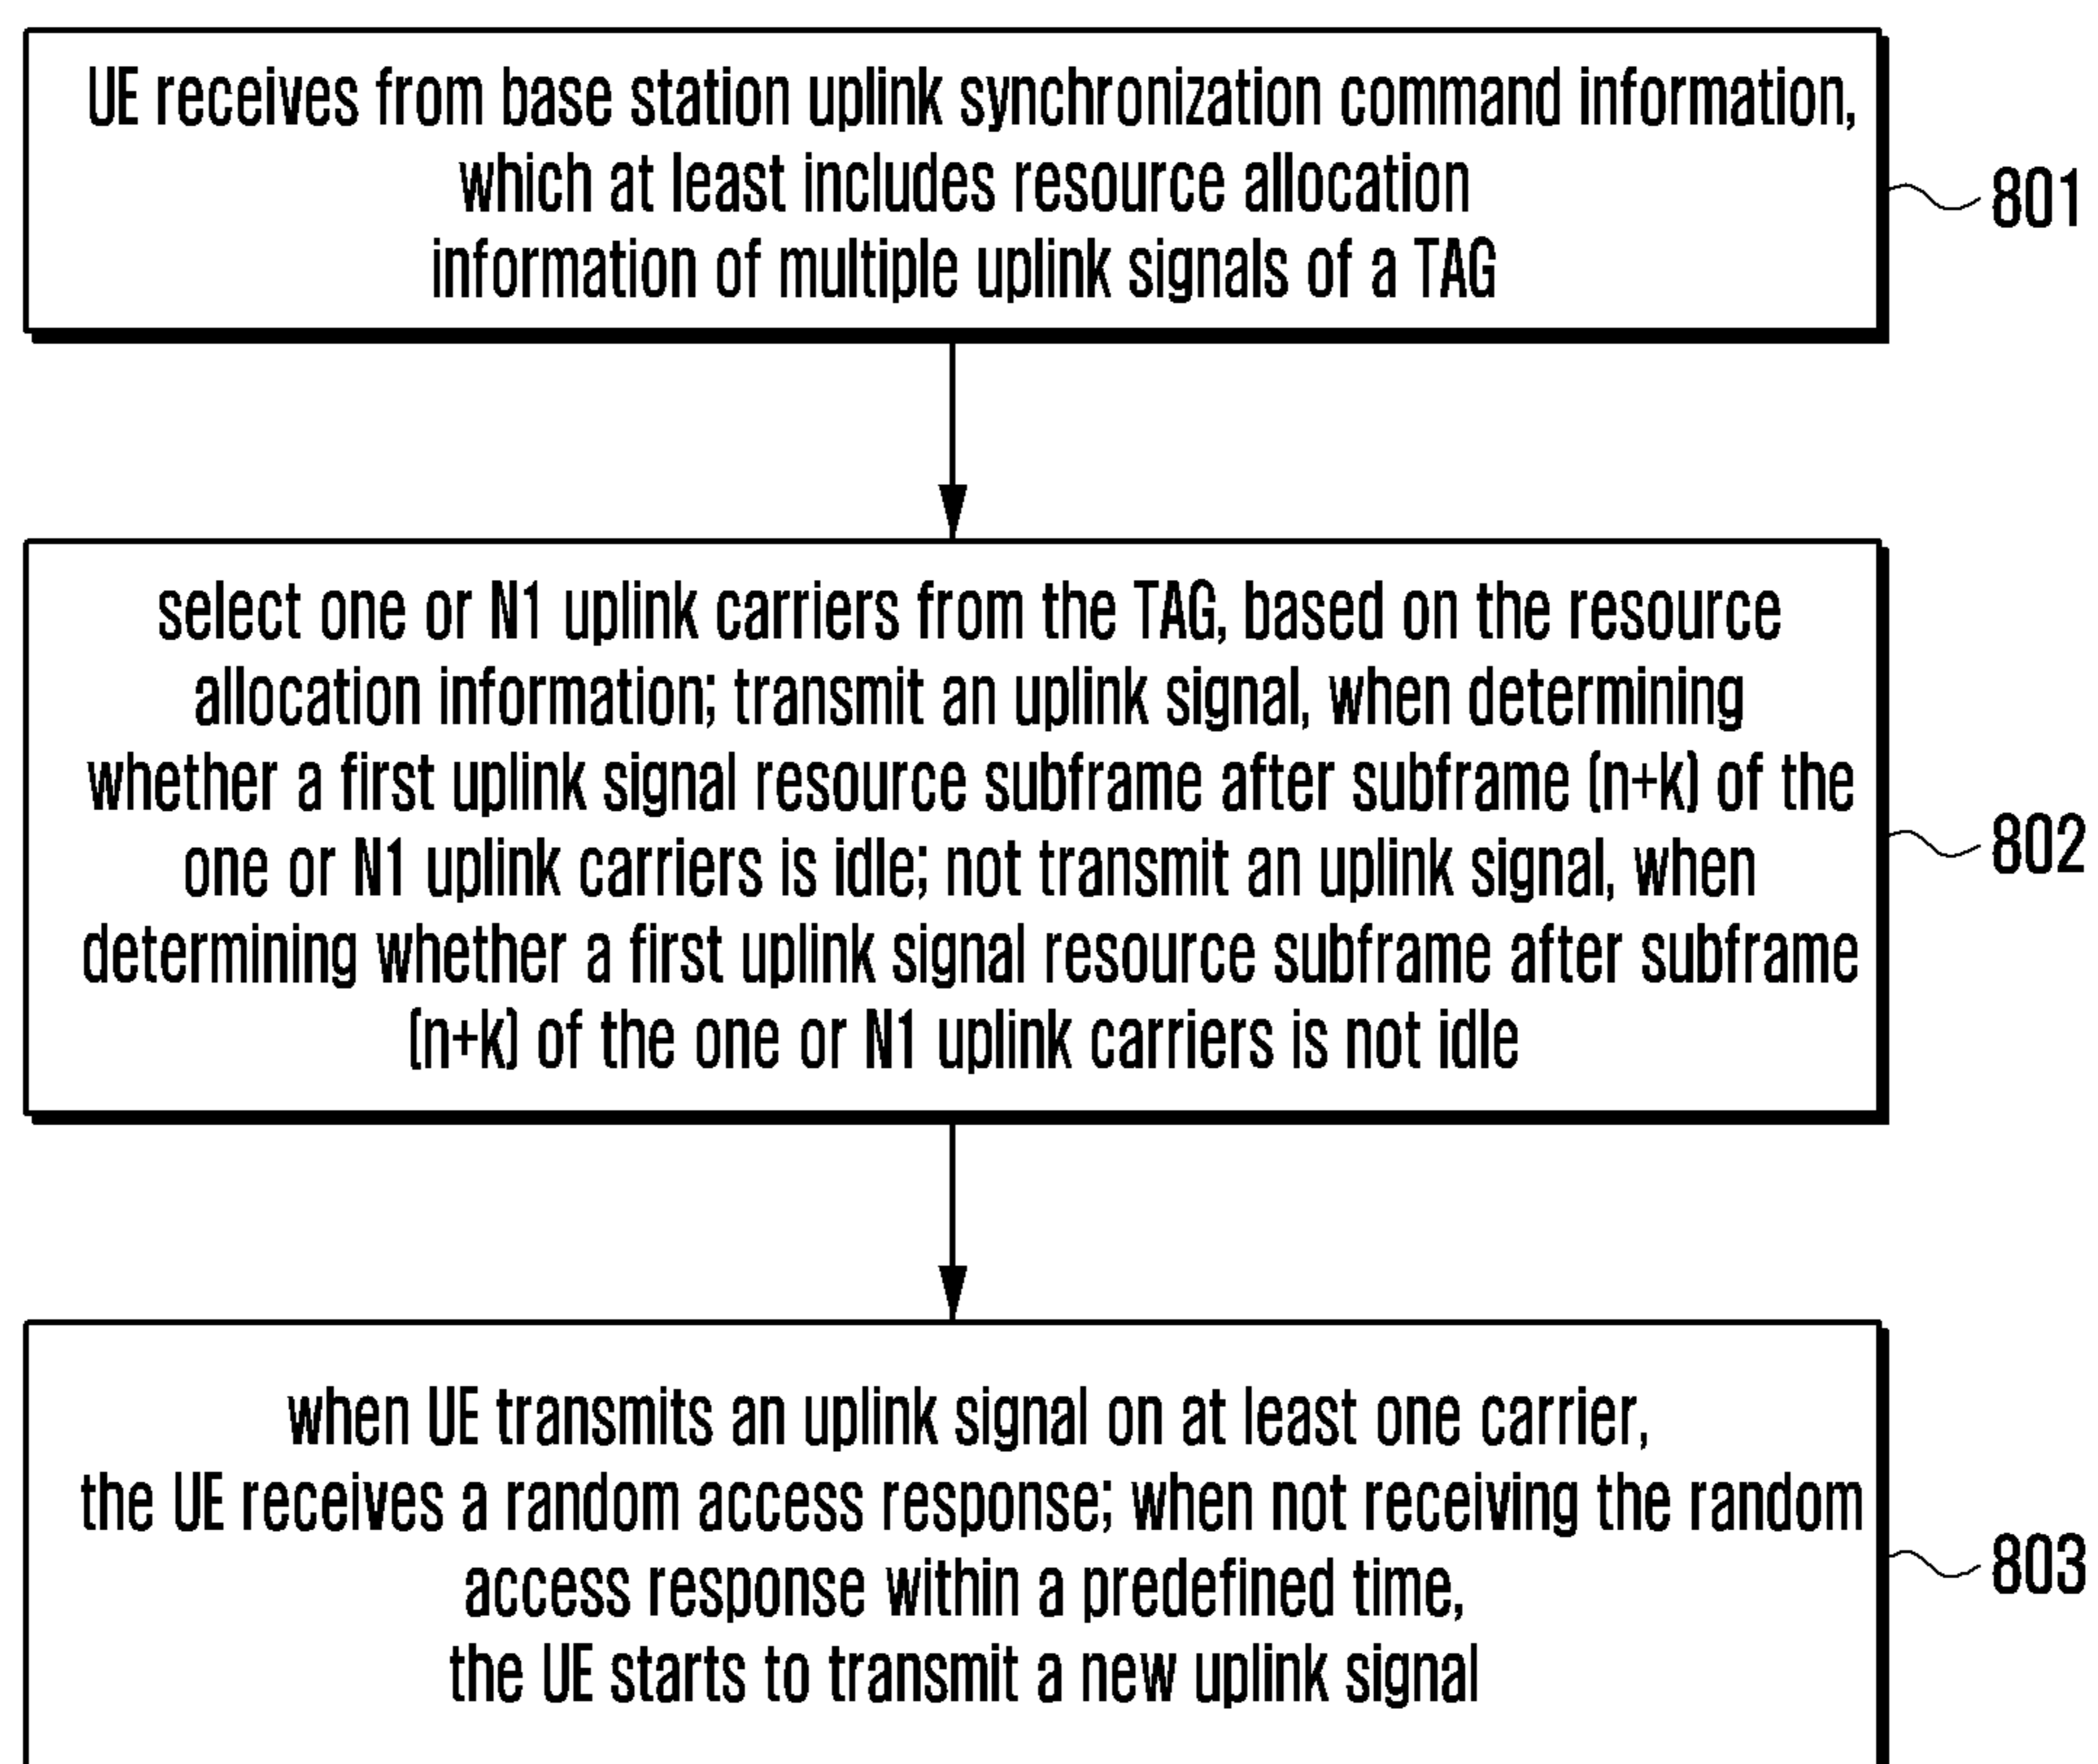 UE receives from base station uplink synchronization command information,
which at least includes resource allocation
information of multiple uplink signals of a TAG
801
select one or N1 uplink carriers from the TAG, based on the resource
allocation information; transmit an uplink signal, when determining
whether a first uplink signal resource subframe after subframe (n+k) of the
one or N1 uplink carriers is idle; not transmit an uplink signal, when
determining whether a first uplink signal resource subframe after subframe
(n+k) of the one or N1 uplink carriers is not idle
802
when UE transmits an uplink signal on at least one carrier,
the UE receives a random access response; when not receiving the random
access response within a predefined time,
the UE starts to transmit a new uplink signal
803